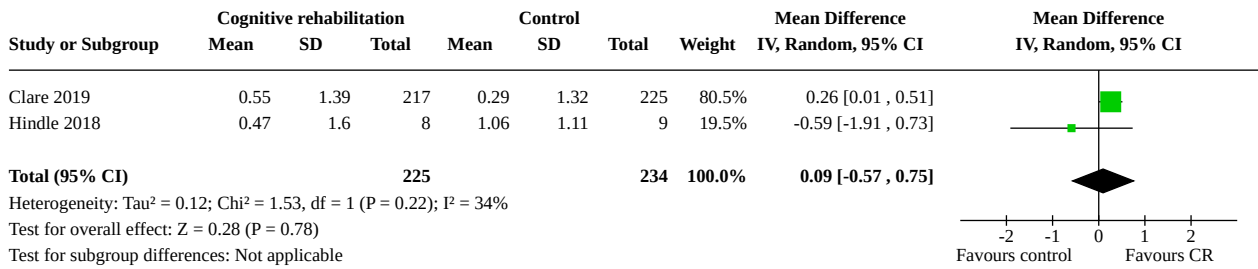 Cognitive rehabilitation Control Mean Difference Mean Difference
Study or Subgroup Mean SD Total Mean SD Total Weight IV, Random, 95% CI IV, Random, 95% CI
Clare 2019 0.55 1.39 217 0.29 1.32 225 80.5% 0.26 [0.01 , 0.51]
Hindle 2018 0.47 1.6 8 1.06 1.11 9 19.5% -0.59 [-1.91 , 0.73]
Total (95% CI) 225 234 100.0% 0.09 [-0.57 , 0.75]
Heterogeneity: Tau² = 0.12; Chi² = 1.53, df = 1 (P = 0.22); I² = 34%
Test for overall effect: Z = 0.28 (P = 0.78)
-2 -1 0 1 2
Test for subgroup differences: Not applicable
Favours control Favours CR